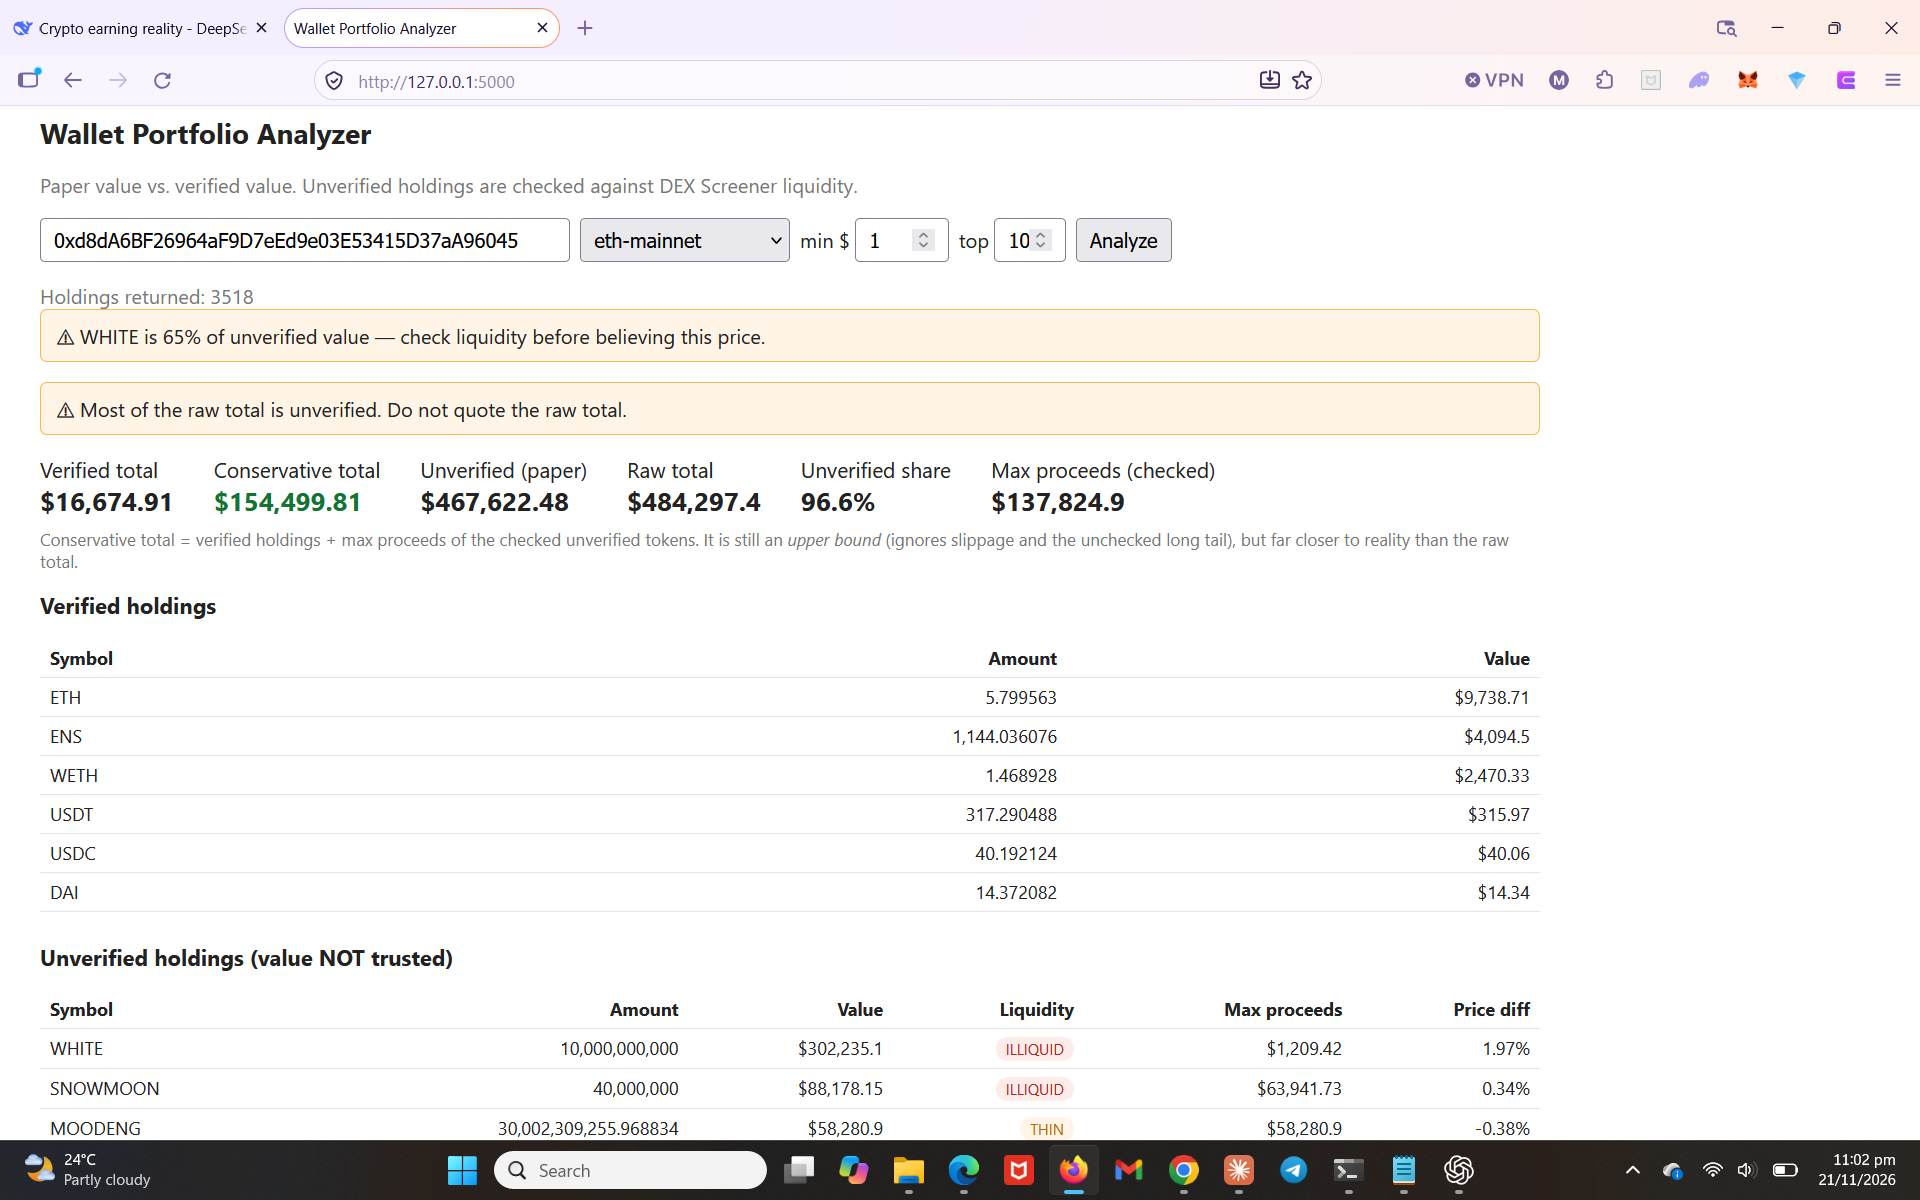 Crypto earning reality - DeepSe
Wallet Portfolio Analyzer
http://127.0.0.1:5000
VPN
M
Wallet Portfolio Analyzer
Paper value vs. verified value. Unverified holdings are checked against DEX Screener liquidity.
0xd8dA6BF26964aF9D7eEd9e03E53415D37aA96045 eth-mainnet min $ 1 top 10 Analyze
Holdings returned: 3518
⚠ WHITE is 65% of unverified value — check liquidity before believing this price.
⚠ Most of the raw total is unverified. Do not quote the raw total.
Verified total Conservative total Unverified (paper) Raw total Unverified share Max proceeds (checked)
$16,674.91 $154,499.81 $467,622.48 $484,297.4 96.6% $137,824.9
Conservative total = verified holdings + max proceeds of the checked unverified tokens. It is still an upper bound (ignores slippage and the unchecked long tail), but far closer to reality than the raw
total.
Verified holdings
Symbol Amount Value
ETH 5.799563 $9,738.71
ENS 1,144.036076 $4,094.5
WETH 1.468928 $2,470.33
USDT 317.290488 $315.97
USDC 40.192124 $40.06
DAI 14.372082 $14.34
Unverified holdings (value NOT trusted)
Symbol Amount Value Liquidity Max proceeds Price diff
WHITE 10,000,000,000 $302,235.1 ILLIQUID $1,209.42 1.97%
SNOWMOON 40,000,000 $88,178.15 ILLIQUID $63,941.73 0.34%
MOODENG 30,002,309,255.968834 $58,280.9 THIN $58,280.9 -0.38%
24°C
Partly cloudy
Search
11:02 pm
21/11/2026